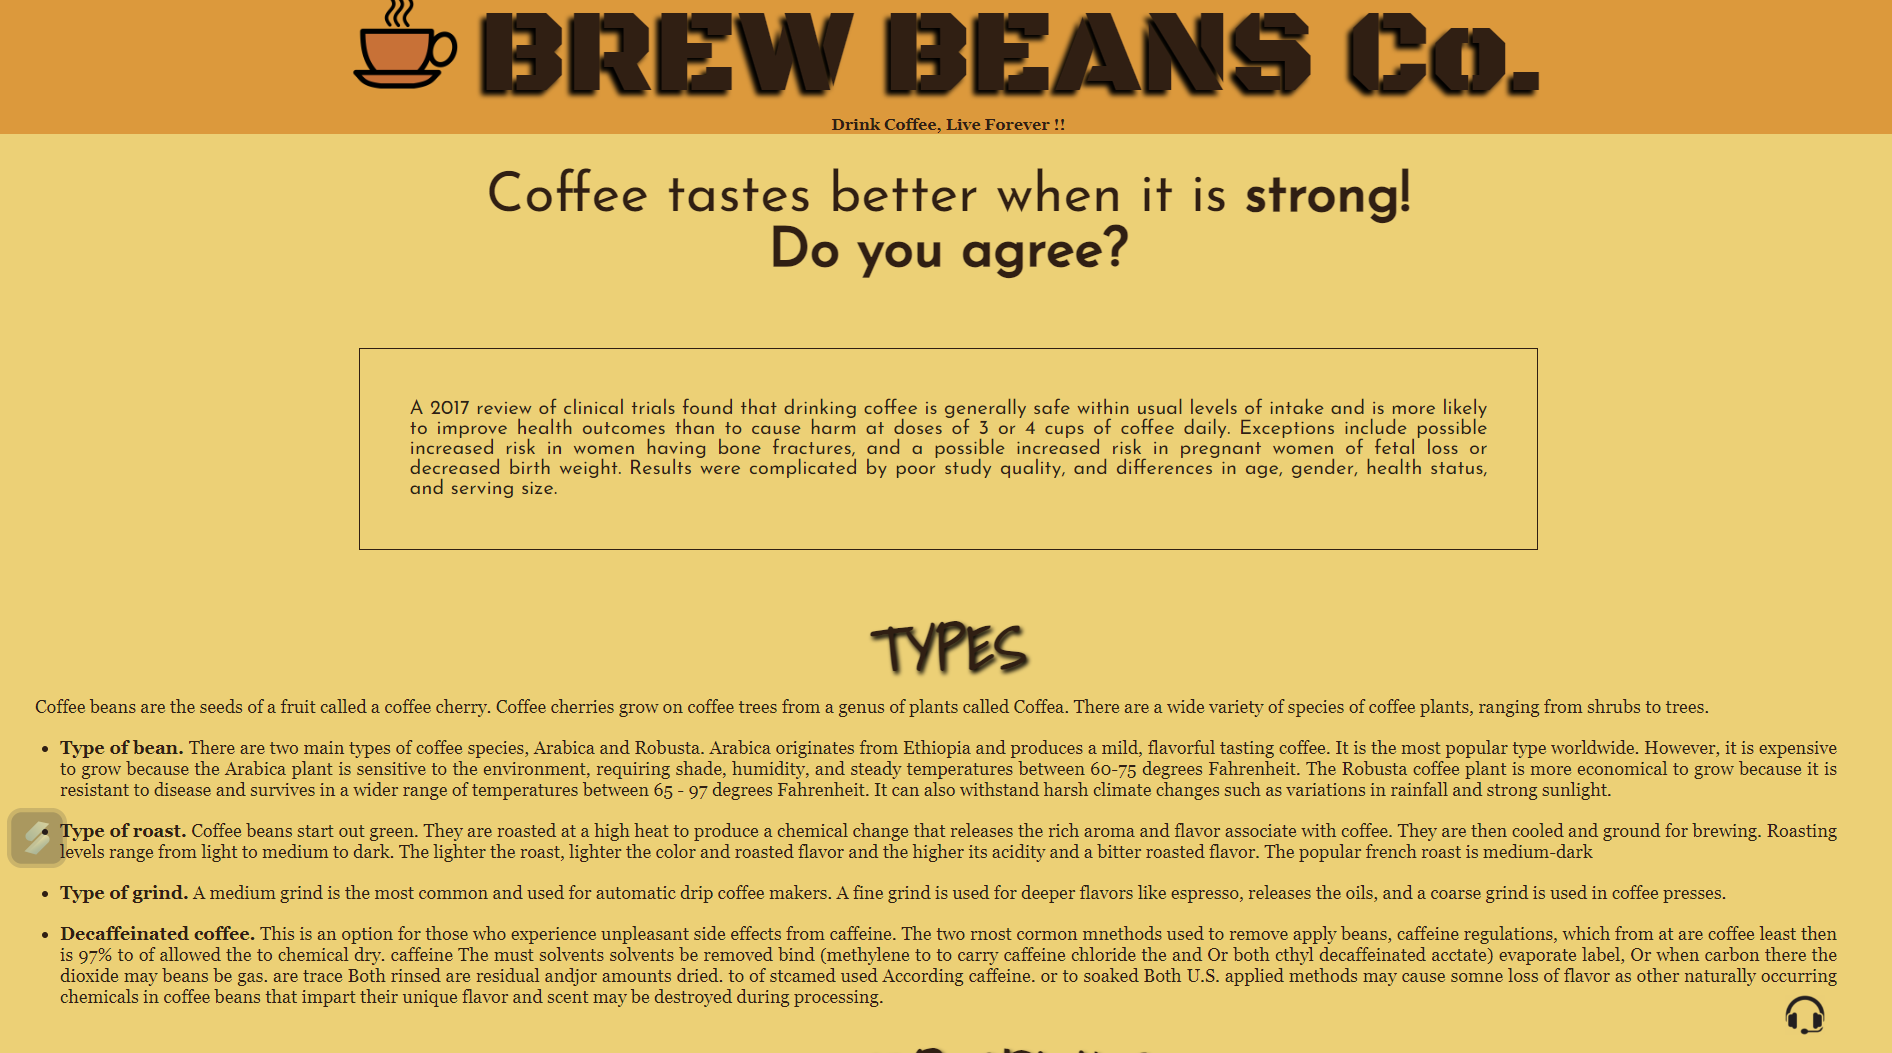 BREW BEANS Co.
Drink Coffee, Live Forever !!
Coffee tastes better when it is strong!
Do you agree?
A 2017 review of clinical trials found that drinking coffee is generally safe within usual levels of intake and is more likely
to improve health outcomes than to cause harm at doses of 3 or 4 cups of coffee daily. Exceptions include possible
increased risk in women having bone fractures, and a possible increased risk in pregnant women of fetal loss or
decreased birth weight. Results were complicated by poor study quality, and differences in age, gender, health status,
and serving size.
TYPES
Coffee beans are the seeds of a fruit called a coffee cherry. Coffee cherries grow on coffee trees from a genus of plants called Coffea. There are a wide variety of species of coffee plants, ranging from shrubs to trees.
• Type of bean. There are two main types of coffee species, Arabica and Robusta. Arabica originates from Ethiopia and produces a mild, flavorful tasting coffee. It is the most popular type worldwide. However, it is expensive
to grow because the Arabica plant is sensitive to the environment, requiring shade, humidity, and steady temperatures between 60-75 degrees Fahrenheit. The Robusta coffee plant is more economical to grow because it is
resistant to disease and survives in a wider range of temperatures between 65 - 97 degrees Fahrenheit. It can also withstand harsh climate changes such as variations in rainfall and strong sunlight.
• Type of roast. Coffee beans start out green. They are roasted at a high heat to produce a chemical change that releases the rich aroma and flavor associate with coffee. They are then cooled and ground for brewing. Roasting
levels range from light to medium to dark. The lighter the roast, lighter the color and roasted flavor and the higher its acidity and a bitter roasted flavor. The popular french roast is medium-dark
• Type of grind. A medium grind is the most common and used for automatic drip coffee makers. A fine grind is used for deeper flavors like espresso, releases the oils, and a coarse grind is used in coffee presses.
• Decaffeinated coffee. This is an option for those who experience unpleasant side effects from caffeine. The two rnost cormon mnethods used to remove apply beans, caffeine regulations, which from at are coffee least then
is 97% to of allowed the to chemical dry. caffeine The must solvents solvents be removed bind (methylene to to carry caffeine chloride the and Or both cthyl decaffeinated acctate) evaporate label, Or when carbon there the
dioxide may beans be gas. are trace Both rinsed are residual andjor amounts dried. to of stcamed used According caffeine. or to soaked Both U.S. applied methods may cause somne loss of flavor as other naturally occurring
chemicals in coffee beans that impart their unique flavor and scent may be destroyed during processing.